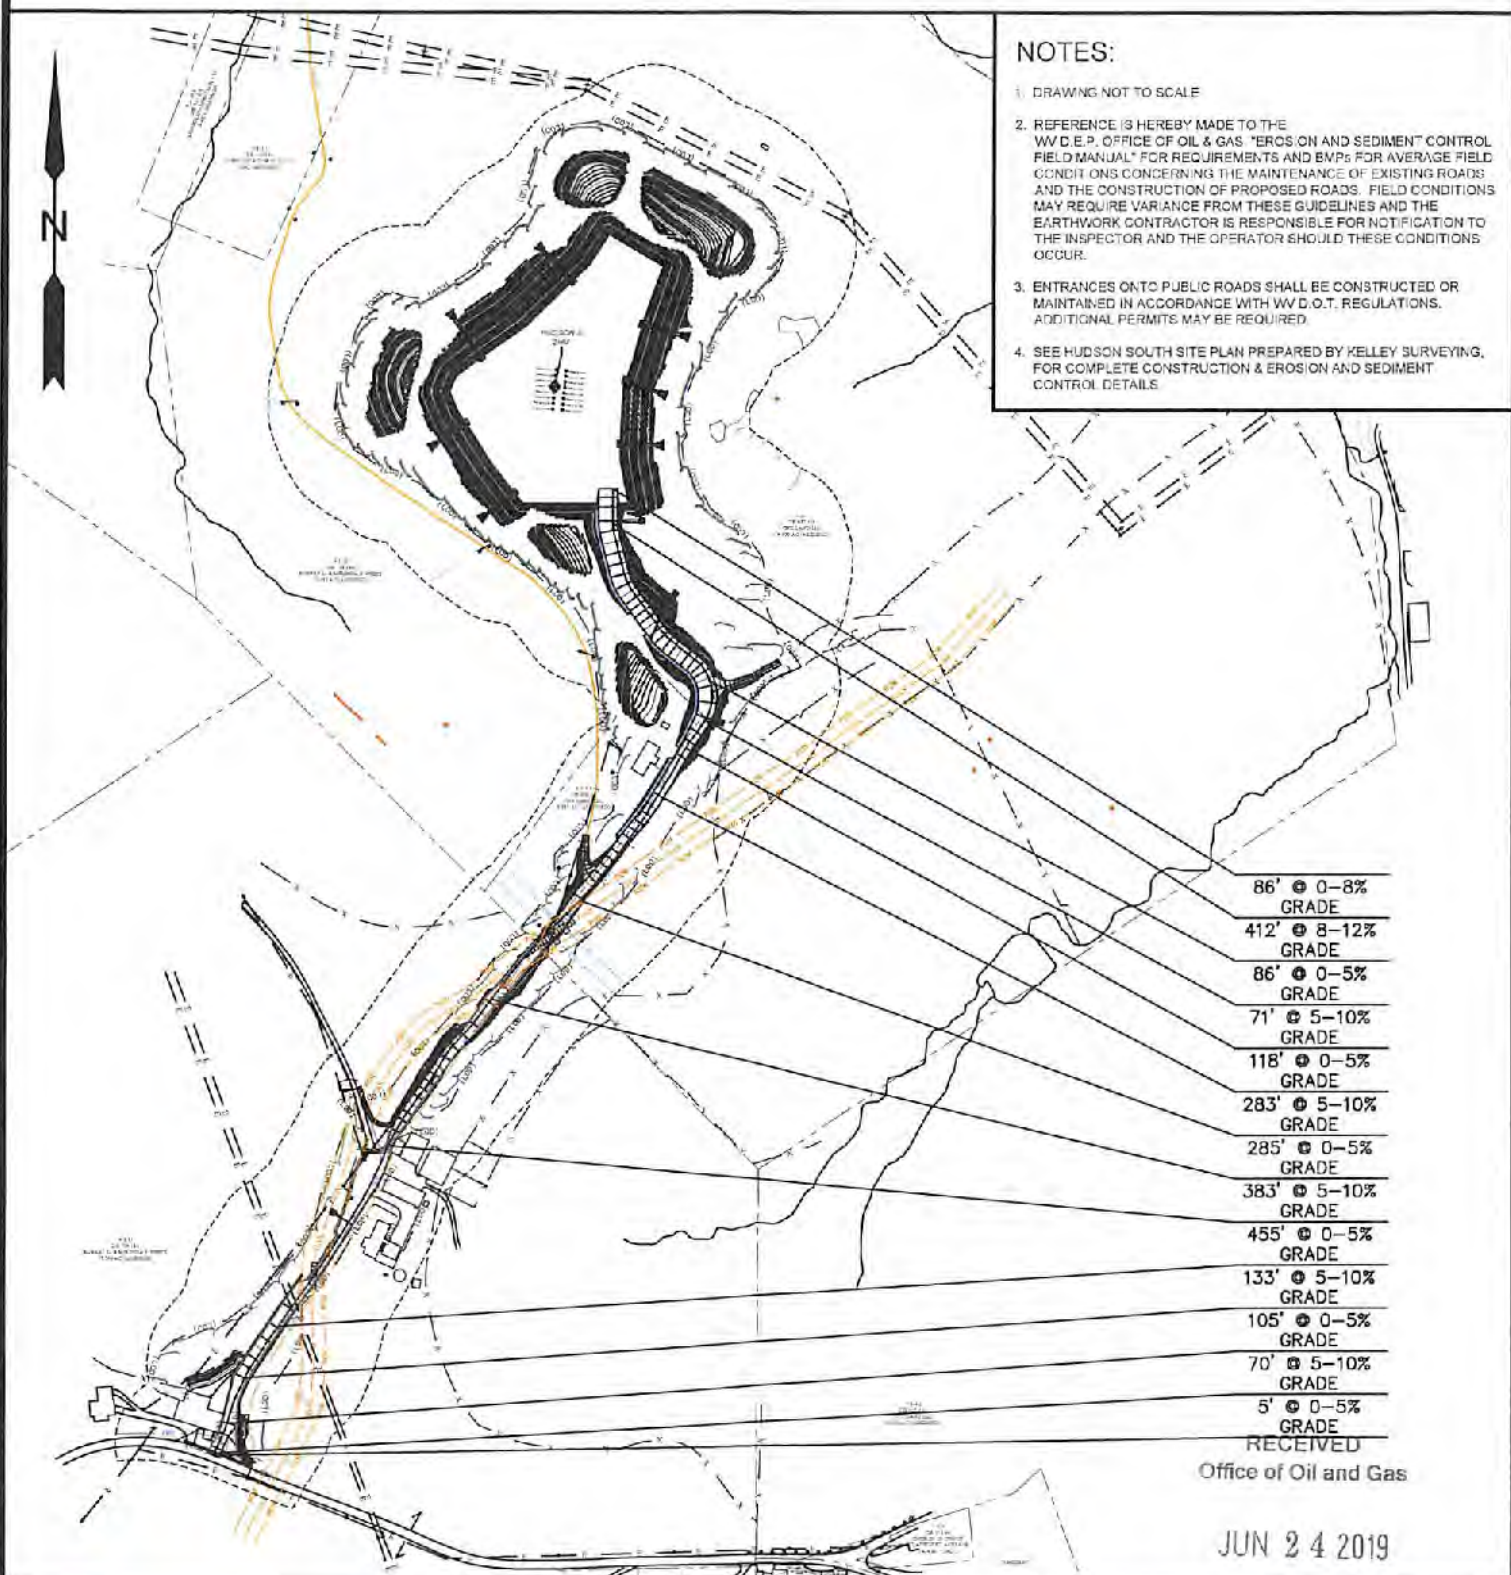 NOTES:
1. DRAWING NOT TO SCALE
2. REFERENCE IS HEREBY MADE TO THE
WV D.E.P. OFFICE OF OIL & GAS. "EROSION AND SEDIMENT CONTROL
FIELD MANUAL" FOR REQUIREMENTS AND BMPs FOR AVERAGE FIELD
CONDITIONS CONCERNING THE MAINTENANCE OF EXISTING ROADS
AND THE CONSTRUCTION OF PROPOSED ROADS. FIELD CONDITIONS
MAY REQUIRE VARIANCE FROM THESE GUIDELINES AND THE
EARTHWORK CONTRACTOR IS RESPONSIBLE FOR NOTIFICATION TO
THE INSPECTOR AND THE OPERATOR SHOULD THESE CONDITIONS
OCCUR.
3. ENTRANCES ONTO PUBLIC ROADS SHALL BE CONSTRUCTED OR
MAINTAINED IN ACCORDANCE WITH WV D.O.T. REGULATIONS.
ADDITIONAL PERMITS MAY BE REQUIRED.
4. SEE HUDSON SOUTH SITE PLAN PREPARED BY KELLEY SURVEYING,
FOR COMPLETE CONSTRUCTION & EROSION AND SEDIMENT
CONTROL DETAILS.
N
86' @ 0-8%
GRADE
412' @ 8-12%
GRADE
86' @ 0-5%
GRADE
71' @ 5-10%
GRADE
118' @ 0-5%
GRADE
283' @ 5-10%
GRADE
285' @ 0-5%
GRADE
383' @ 5-10%
GRADE
455' @ 0-5%
GRADE
133' @ 5-10%
GRADE
105' @ 0-5%
GRADE
70' @ 5-10%
GRADE
5' @ 0-5%
GRADE
RECEIVED
Office of Oil and Gas
JUN 24 2019